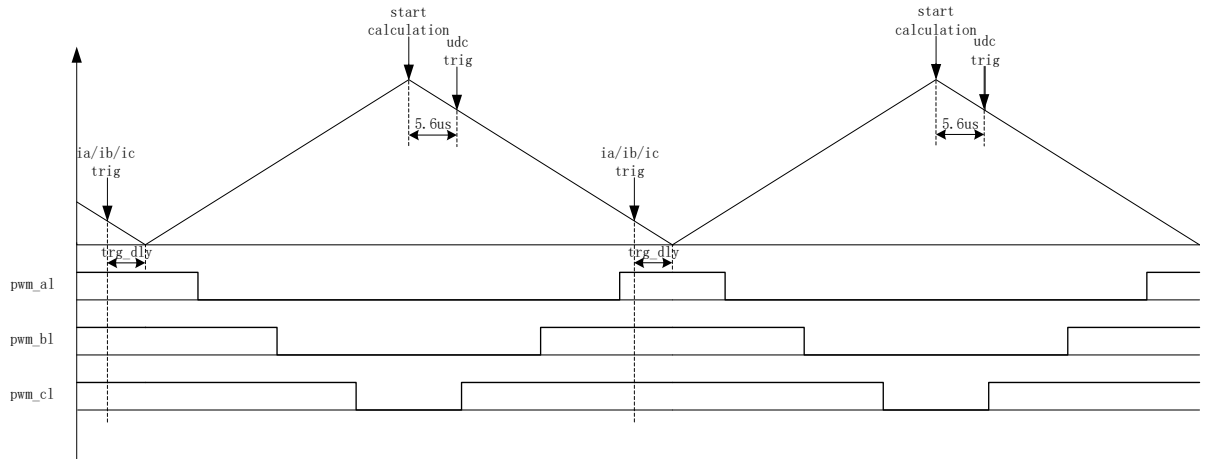 start
calculation
udc
trig
5.6us
ia/ib/ic
trig
trg_dly
ia/ib/ic
trig
trg_dly
start
calculation
udc
trig
5.6us
pwm_al
pwm_bl
pwm_cl